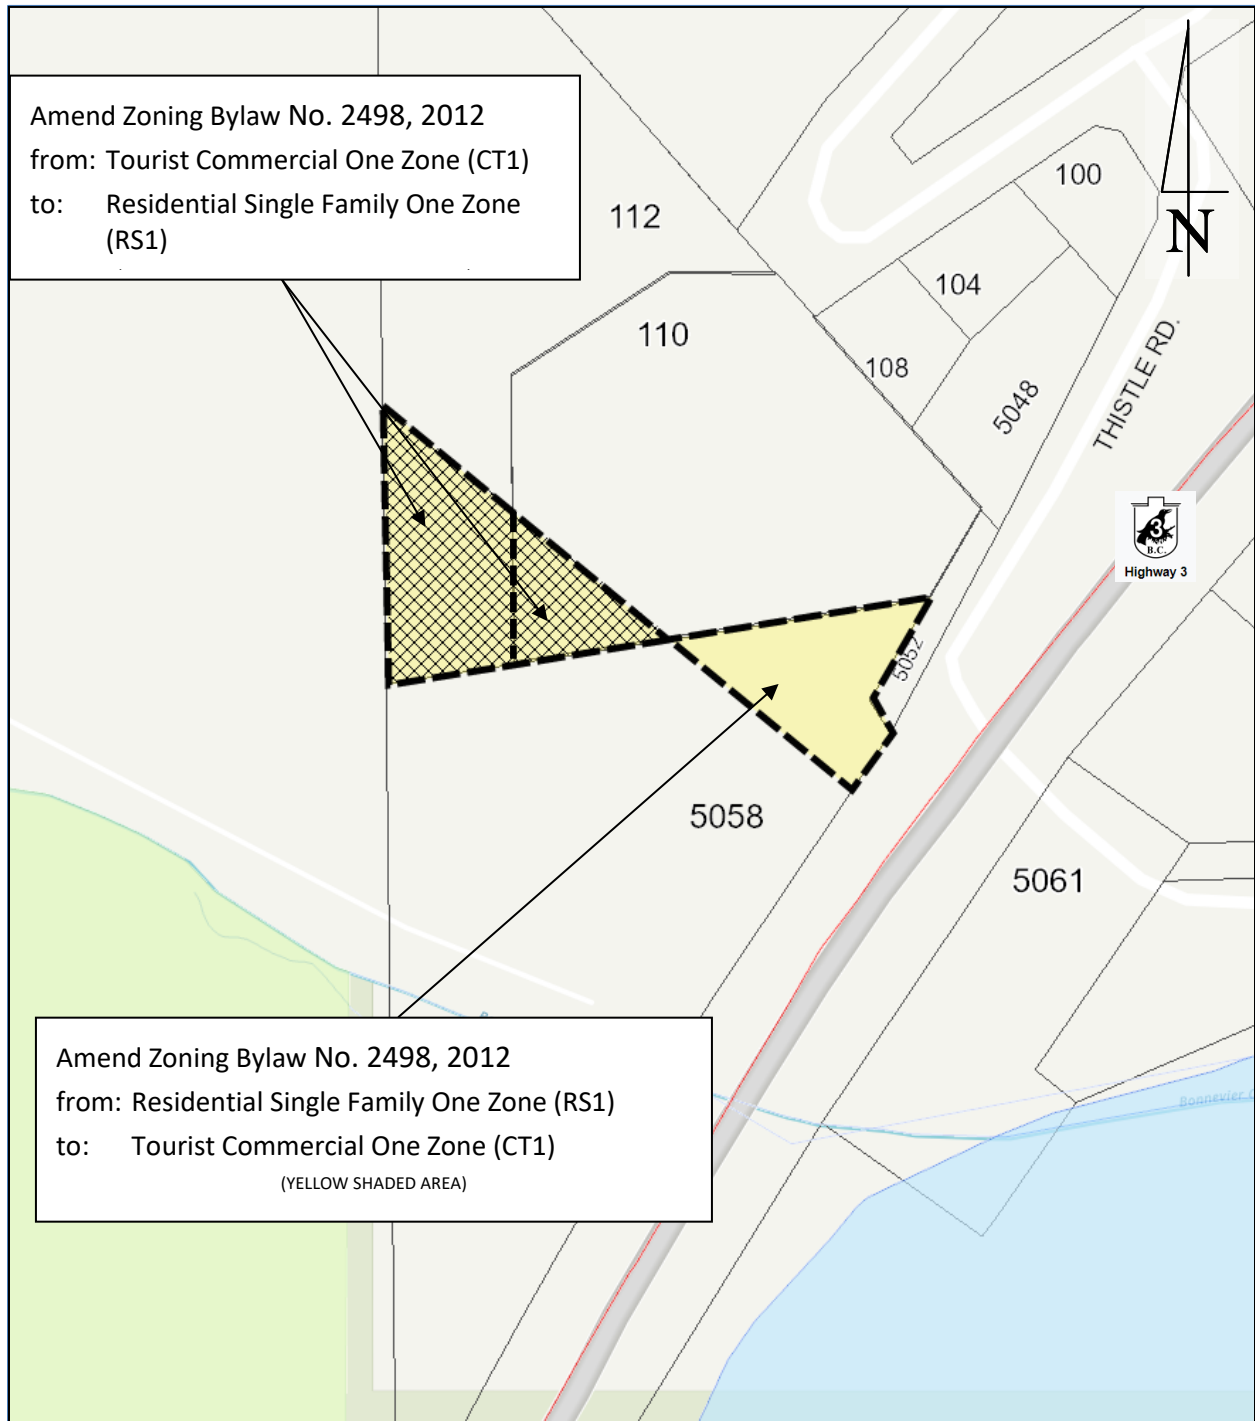 Amend Zoning Bylaw No. 2498, 2012
from: Tourist Commercial One Zone (CT1)
to: Residential Single Family One Zone
(RS1)
N
100
112
104
110
108
5048
THISTLE RD.
3
B.C.
Highway 3
5052
5058
5061
Amend Zoning Bylaw No. 2498, 2012
from: Residential Single Family One Zone (RS1)
to: Tourist Commercial One Zone (CT1)
(YELLOW SHADED AREA)
Bonnevier